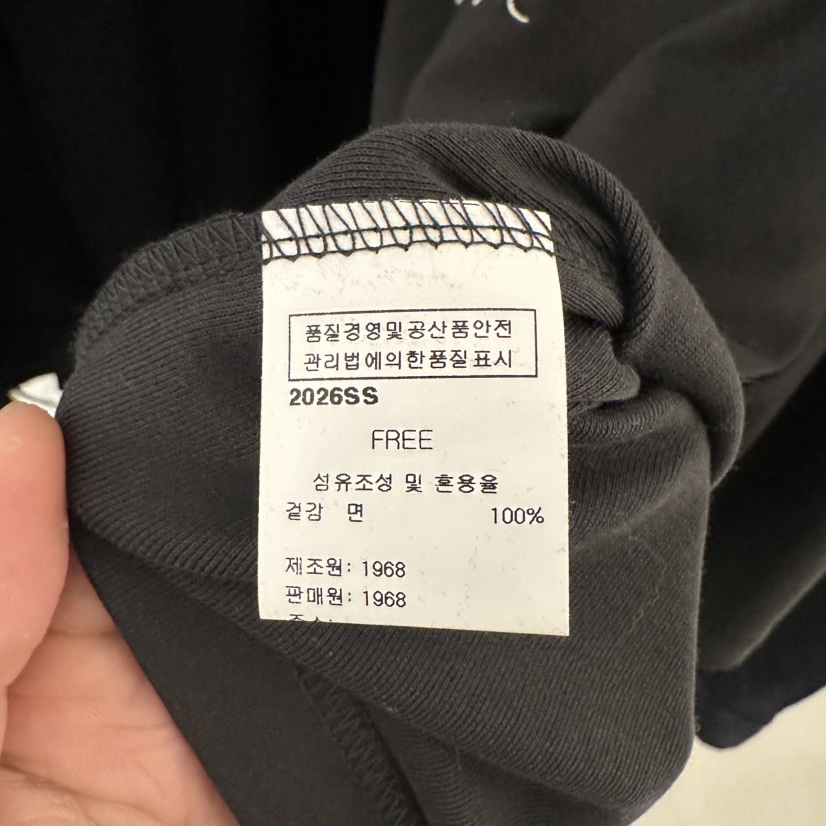 품질경영및공산품안전
관리법에의한품질표시
2026SS
FREE
섬유조성 및 혼용율
겉감 면 100%
제조원: 1968
판매원: 1968